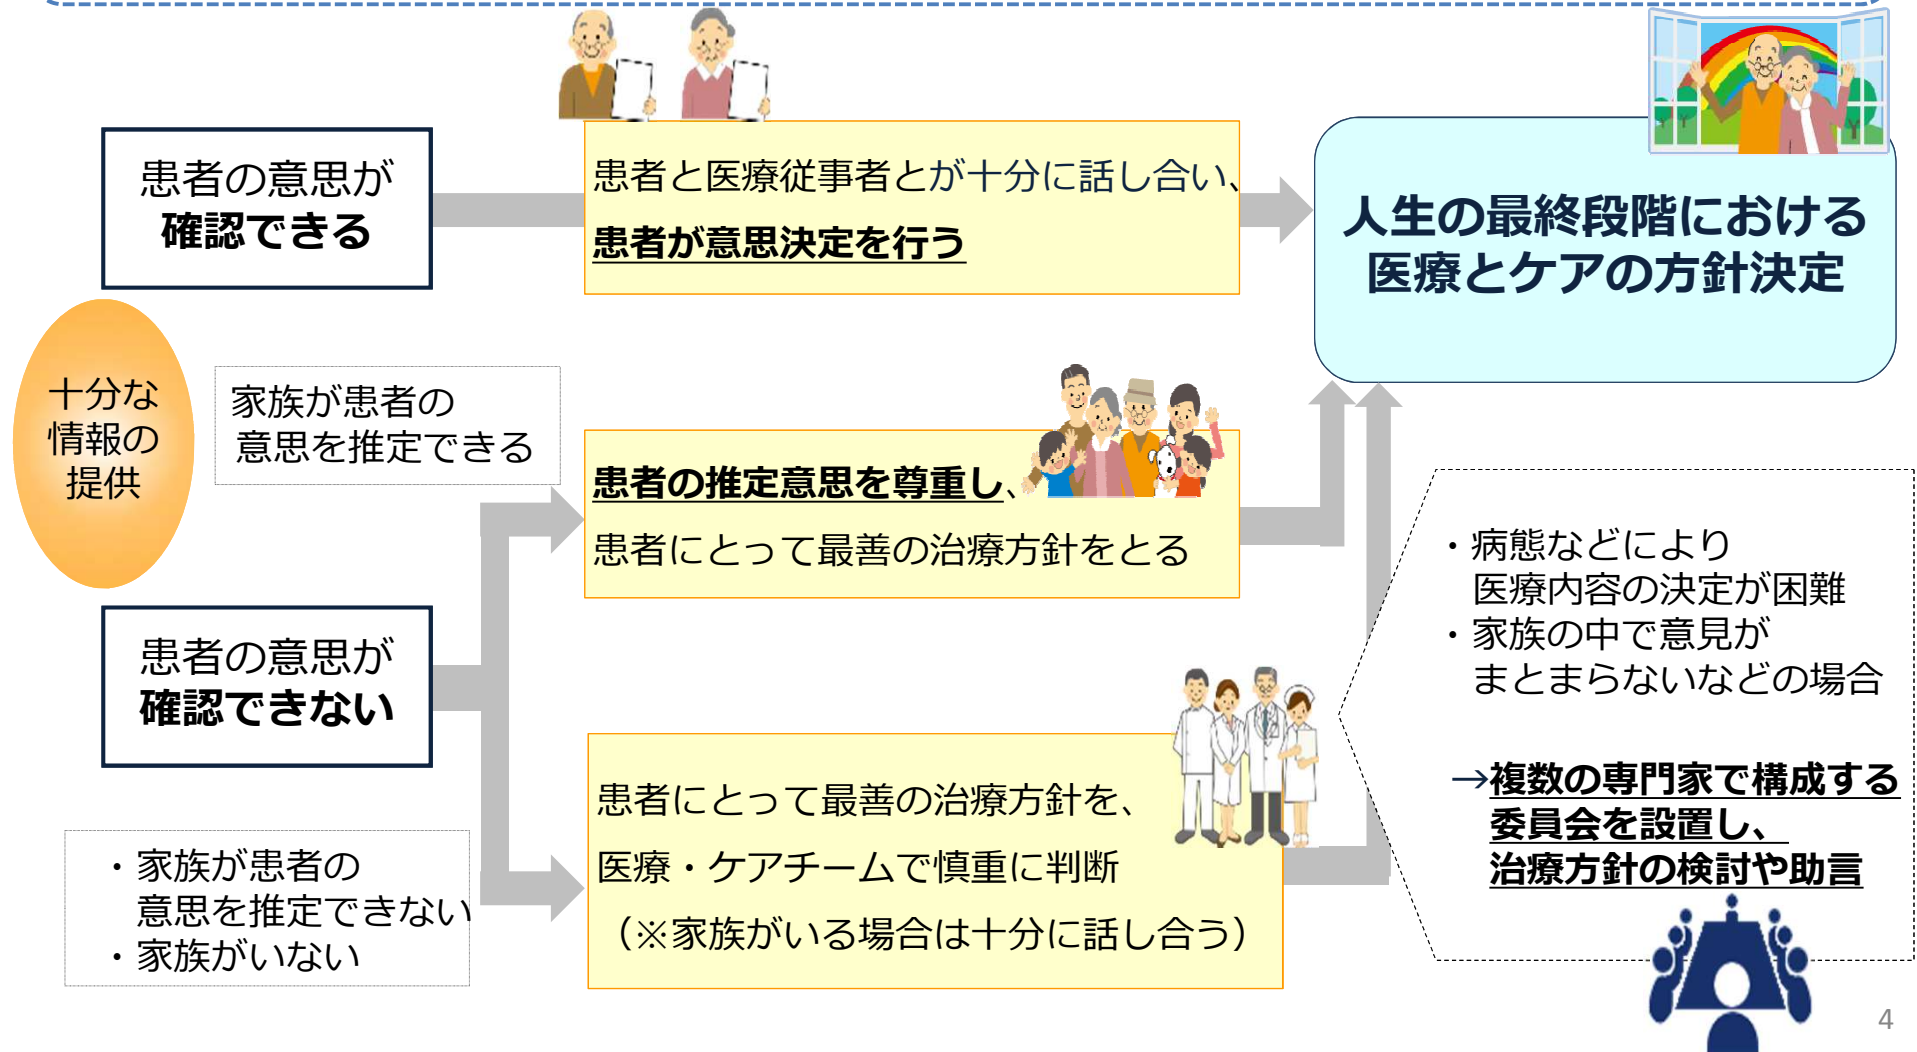 患者の意思が
確認できる
患者と医療従事者とが十分に話し合い、
患者が意思決定を行う
人生の最終段階における
医療とケアの方針決定
十分な
情報の
提供
家族が患者の
意思を推定できる
患者の推定意思を尊重し、
患者にとって最善の治療方針をとる
患者の意思が
確認できない
・家族が患者の
意思を推定できない
・家族がいない
患者にとって最善の治療方針を、
医療・ケアチームで慎重に判断
（※家族がいる場合は十分に話し合う）
・病態などにより
医療内容の決定が困難
・家族の中で意見が
まとまらないなどの場合
→複数の専門家で構成する
委員会を設置し、
治療方針の検討や助言
4